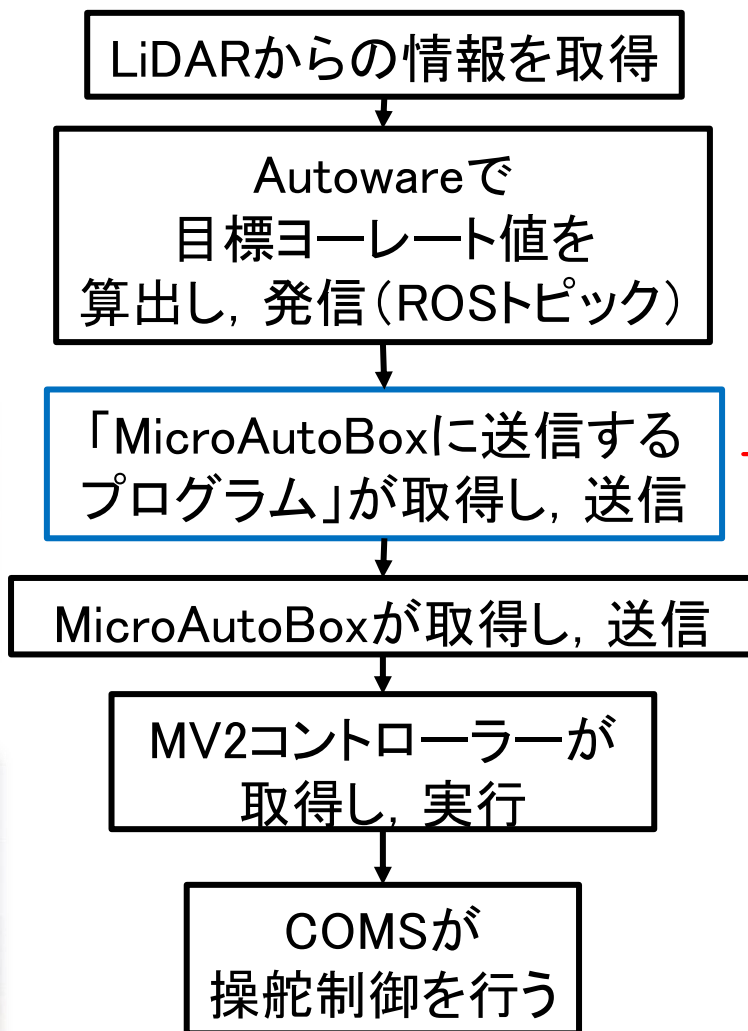 LiDARからの情報を取得
Autowareで
目標ヨーレート値を
算出し，発信（ROSトピック）
「MicroAutoBoxに送信する
プログラム」が取得し，送信
MicroAutoBoxが取得し，送信
MV2コントローラーが
取得し，実行
COMSが
操舵制御を行う